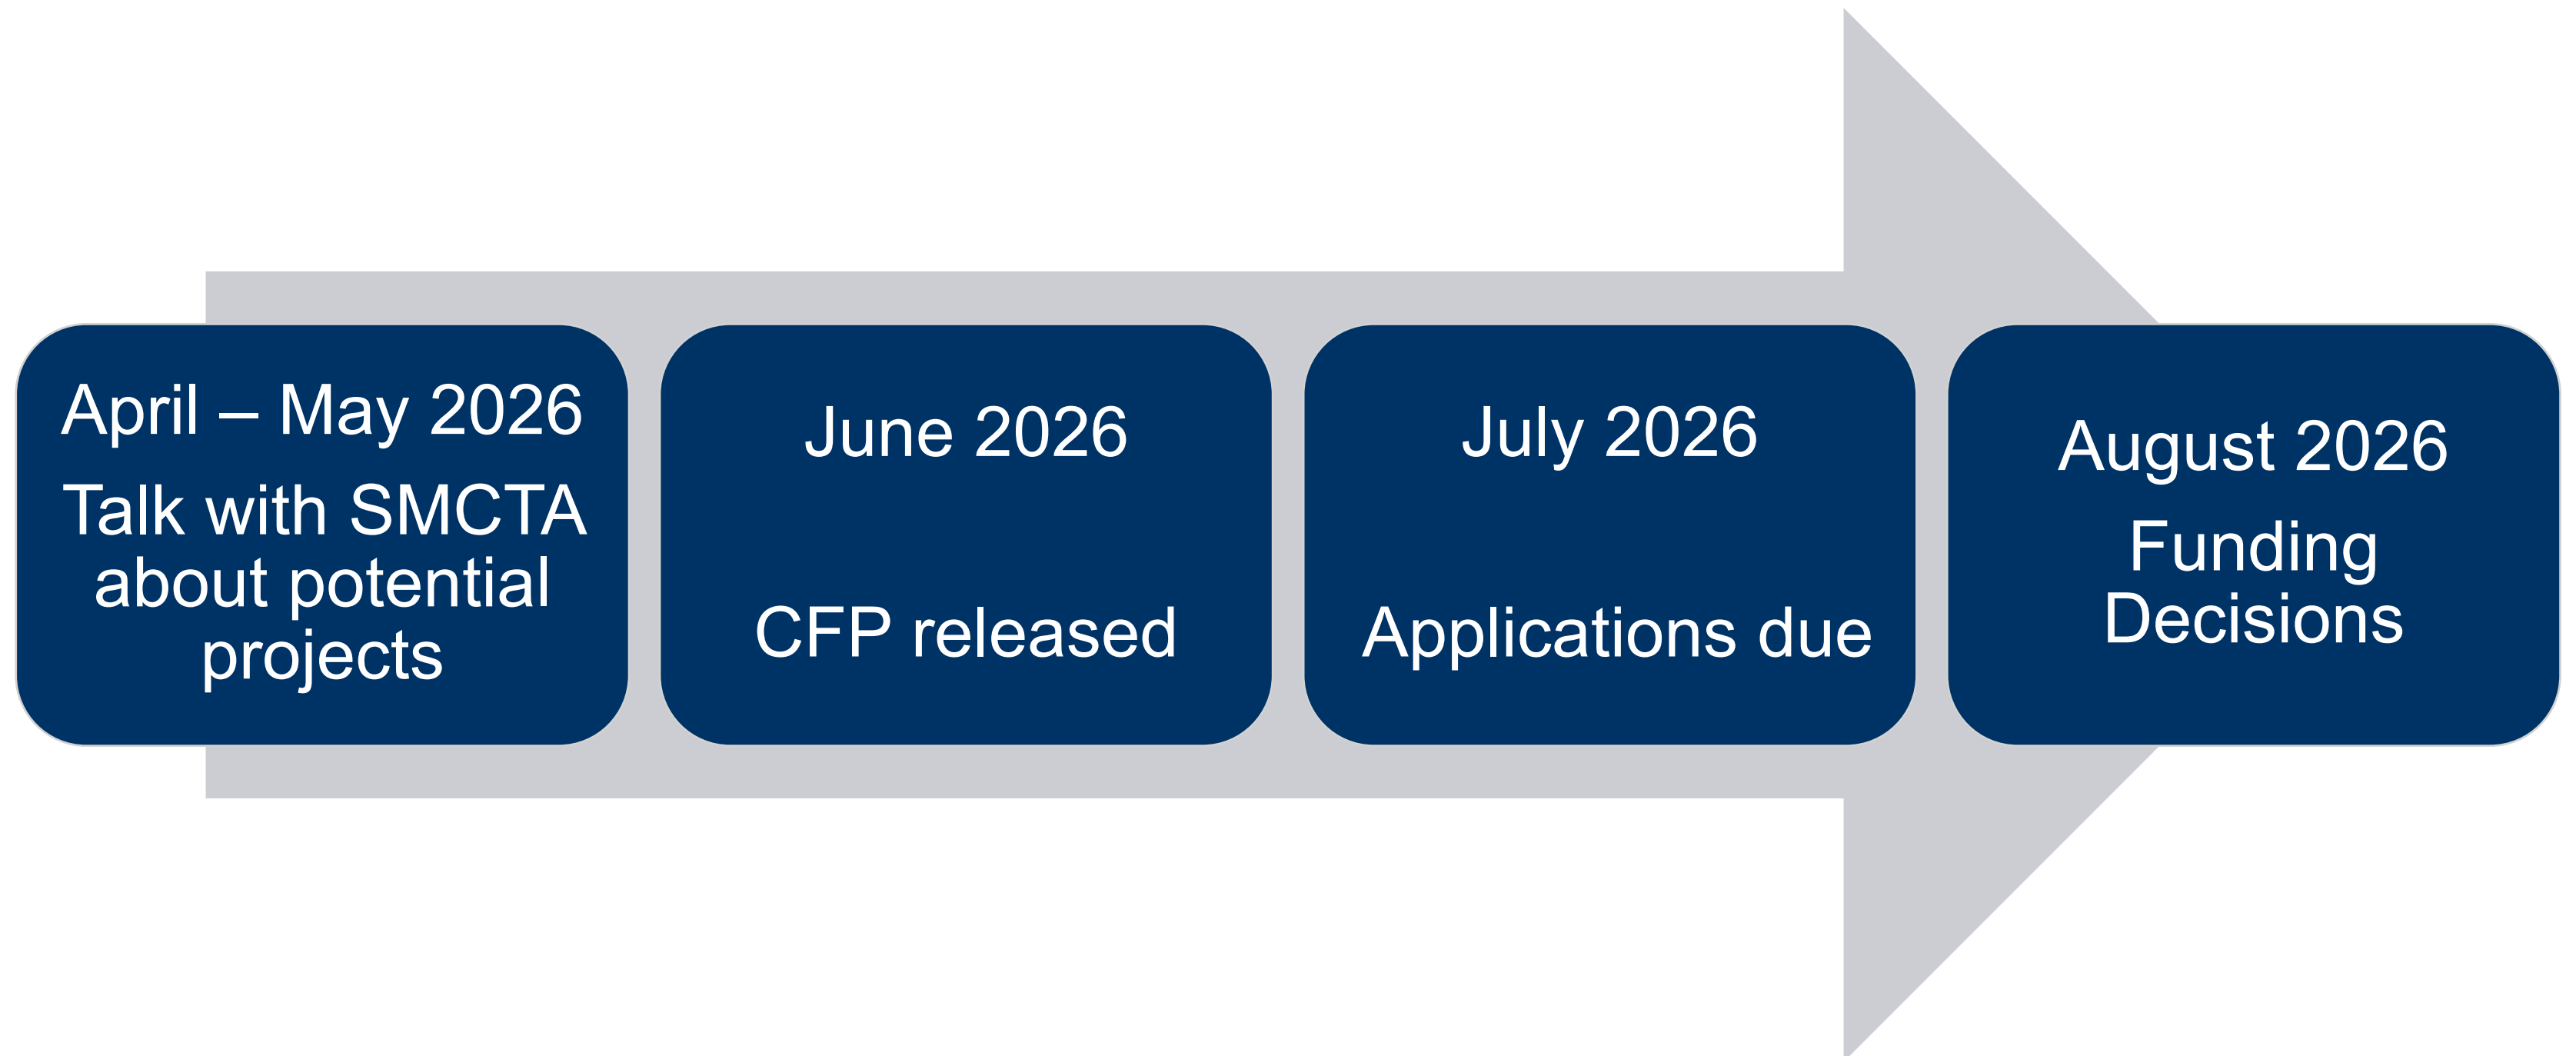 April – May 2026
Talk with SMCTA
about potential
projects
June 2026
CFP released
July 2026
Applications due
August 2026
Funding
Decisions